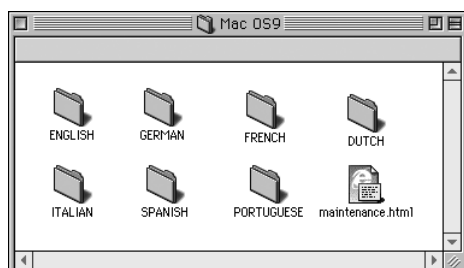 Mac OS9
ENGLISH GERMAN FRENCH DUTCH
ITALIAN SPANISH PORTUGUESE maintenance.html